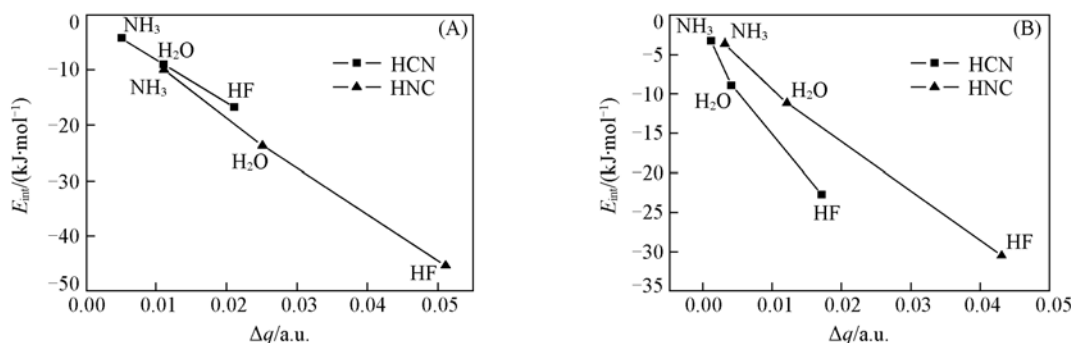 (A)
HCN
HNC
NH₃
H₂O
NH₃
HF
H₂O
HF
0
−10
−20
−30
−40
−50
0.00 0.01 0.02 0.03 0.04 0.05
E_int/(kJ·mol⁻¹)
Δq/a.u.
(B)
HCN
HNC
NH₃
NH₃
H₂O
H₂O
HF
HF
0
−5
−10
−15
−20
−25
−30
−35
0.00 0.01 0.02 0.03 0.04 0.05
E_int/(kJ·mol⁻¹)
Δq/a.u.